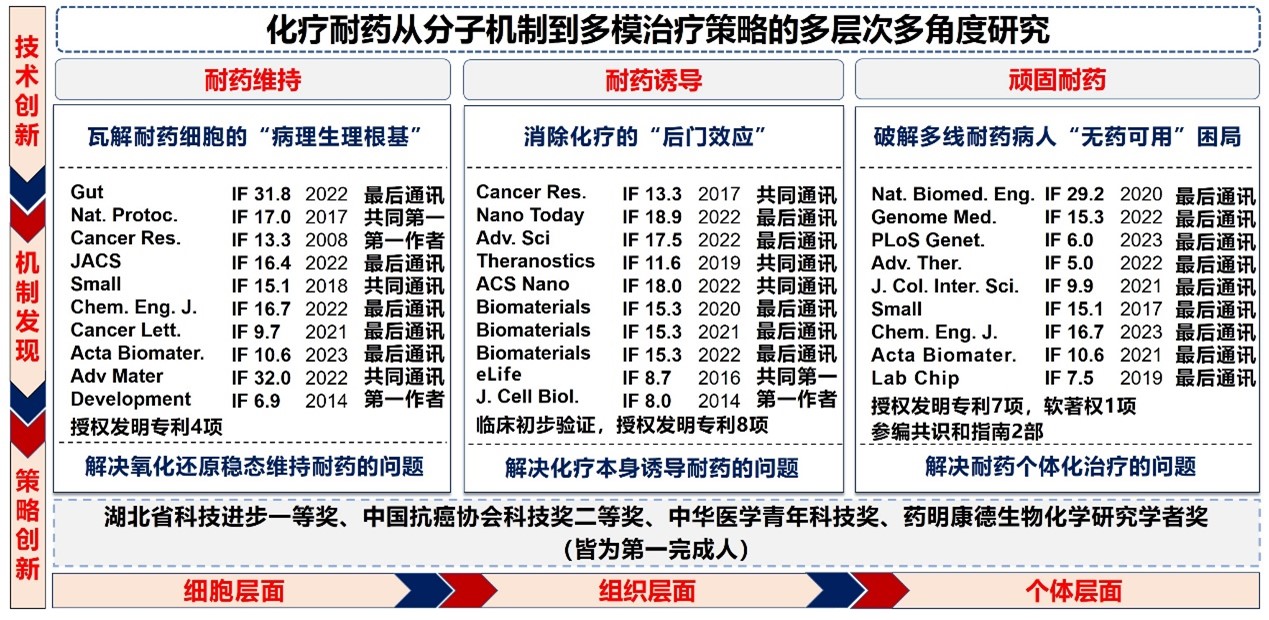 化疗耐药从分子机制到多模治疗策略的多层次多角度研究
技术创新
机制发现
策略创新
耐药维持
瓦解耐药细胞的“病理生理根基”
Gut IF 31.8 2022 最后通讯
Nat. Protoc. IF 17.0 2017 共同第一
Cancer Res. IF 13.3 2008 第一作者
JACS IF 16.4 2022 最后通讯
Small IF 15.1 2018 共同通讯
Chem. Eng. J. IF 16.7 2022 最后通讯
Cancer Lett. IF 9.7 2021 最后通讯
Acta Biomater. IF 10.6 2023 最后通讯
Adv Mater IF 32.0 2022 共同通讯
Development IF 6.9 2014 第一作者
授权发明专利4项
解决氧化还原稳态维持耐药的问题
耐药诱导
消除化疗的“后门效应”
Cancer Res. IF 13.3 2017 共同通讯
Nano Today IF 18.9 2022 最后通讯
Adv. Sci IF 17.5 2022 最后通讯
Theranostics IF 11.6 2019 共同通讯
ACS Nano IF 18.0 2022 共同通讯
Biomaterials IF 15.3 2020 最后通讯
Biomaterials IF 15.3 2021 最后通讯
Biomaterials IF 15.3 2022 最后通讯
eLife IF 8.7 2016 共同第一
J. Cell Biol. IF 8.0 2014 第一作者
临床初步验证，授权发明专利8项
解决化疗本身诱导耐药的问题
顽固耐药
破解多线耐药病人“无药可用”困局
Nat. Biomed. Eng. IF 29.2 2020 最后通讯
Genome Med. IF 15.3 2022 最后通讯
PLoS Genet. IF 6.0 2023 最后通讯
Adv. Ther. IF 5.0 2022 最后通讯
J. Col. Inter. Sci. IF 9.9 2021 最后通讯
Small IF 15.1 2017 最后通讯
Chem. Eng. J. IF 16.7 2023 最后通讯
Acta Biomater. IF 10.6 2021 最后通讯
Lab Chip IF 7.5 2019 最后通讯
授权发明专利7项，软著权1项
参编共识和指南2部
解决耐药个体化治疗的问题
湖北省科技进步一等奖、中国抗癌协会科技奖二等奖、中华医学青年科技奖、药明康德生物化学研究学者奖
（皆为第一完成人）
细胞层面
组织层面
个体层面